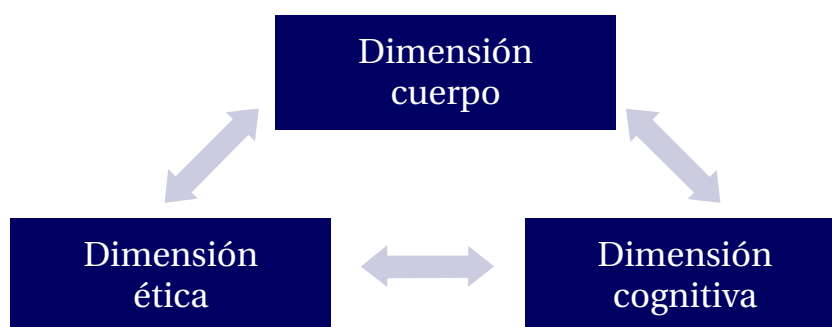 Dimensión
cuerpo
Dimensión
ética
Dimensión
cognitiva